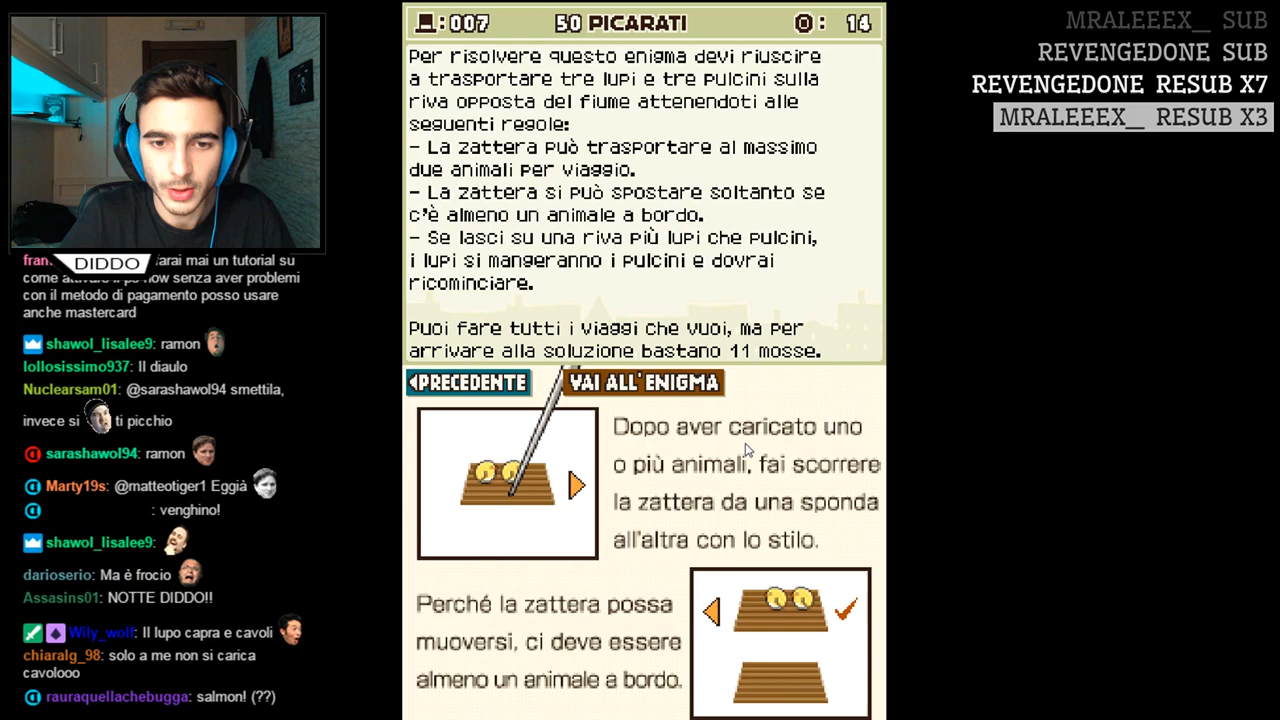 DIDDO
fran
farai mai un tutorial su
come attivare il ps now senza aver problemi
con il metodo di pagamento posso usare
anche mastercard
shawol_lisalee9: ramon
lollosissimo937: Il diaulo
Nuclearsam01: @sarashawol94 smettila,
invece si ti picchio
sarashawol94: ramon
Marty19s: @matteotiger1 Eggià
: venghino!
shawol_lisalee9:
darioserio: Ma è frocio
Assasins01: NOTTE DIDDO!!
Wily_wolf: Il lupo capra e cavoli
chiaralg_98: solo a me non si carica
cavolooo
rauraquellachebugga: salmon! (??)
:007 50 PICARATI : 14
Per risolvere questo enigma devi riuscire
a trasportare tre lupi e tre pulcini sulla
riva opposta del fiume attenendoti alle
seguenti regole:
- La zattera può trasportare al massimo
due animali per viaggio.
- La zattera si può spostare soltanto se
c'è almeno un animale a bordo.
- Se lasci su una riva più lupi che pulcini,
i lupi si mangeranno i pulcini e dovrai
ricominciare.
Puoi fare tutti i viaggi che vuoi, ma per
arrivare alla soluzione bastano 11 mosse.
PRECEDENTE VAI ALL'ENIGMA
Dopo aver caricato uno
o più animali, fai scorrere
la zattera da una sponda
all'altra con lo stilo.
Perché la zattera possa
muoversi, ci deve essere
almeno un animale a bordo.
MRALEEEX_ SUB
REVENGEDONE SUB
REVENGEDONE RESUB X7
MRALEEEX_ RESUB X3